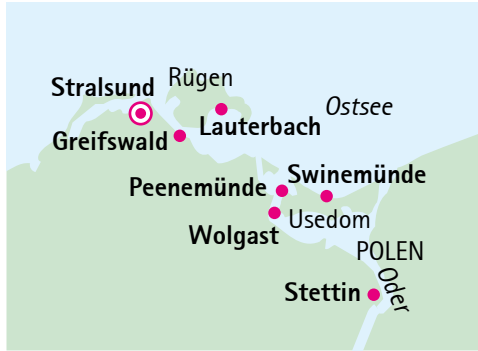 Rügen
Stralsund
Ostsee
Lauterbach
Greifswald
Swinemünde
Peenemünde
Usedom
Wolgast
POLEN
Oder
Stettin